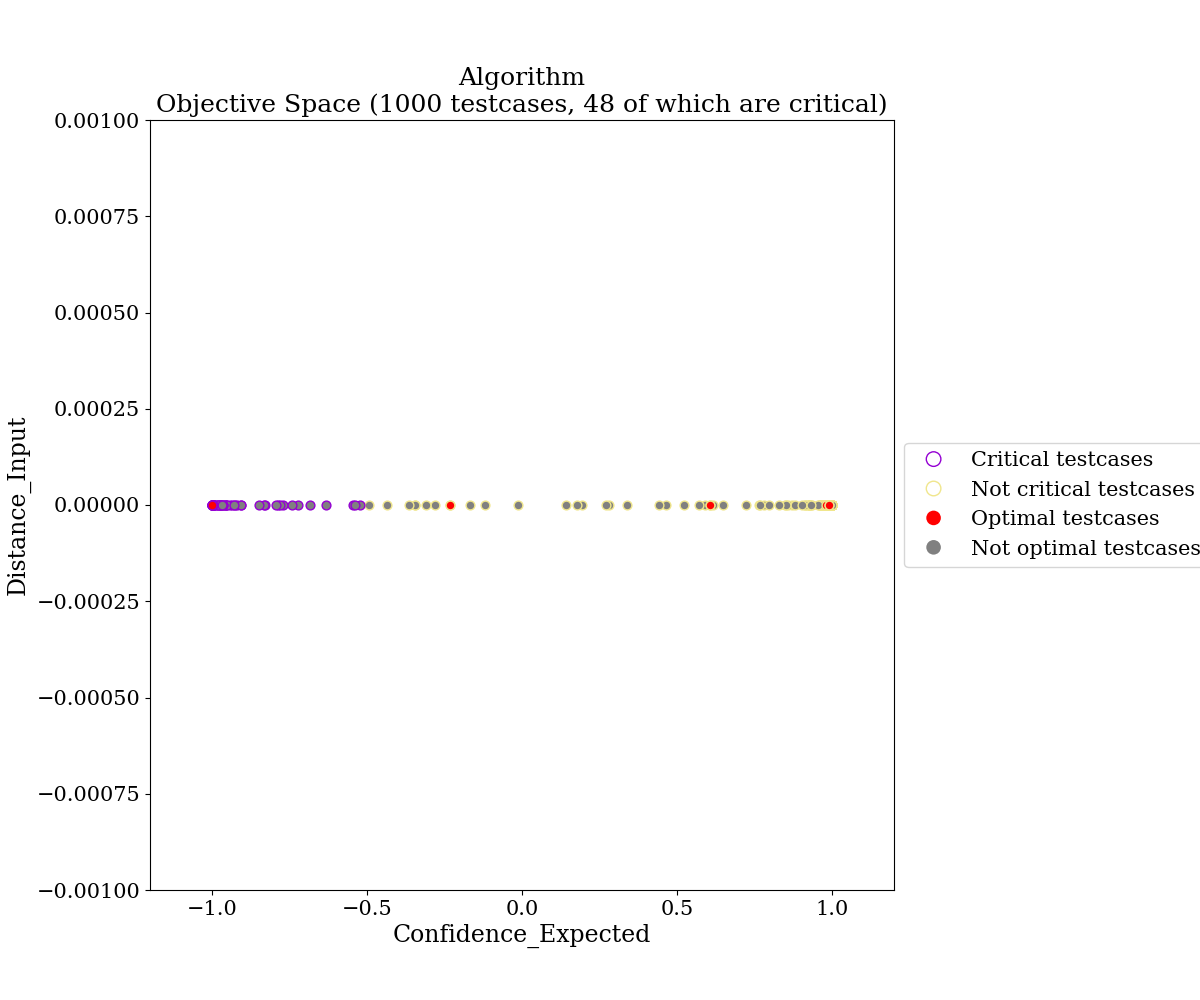 Algorithm
Objective Space (1000 testcases, 48 of which are critical)
0.00100
0.00075
0.00050
0.00025
0.00000
−0.00025
−0.00050
−0.00075
−0.00100
Distance_Input
−1.0
−0.5
0.0
0.5
1.0
Confidence_Expected
Critical testcases
Not critical testcases
Optimal testcases
Not optimal testcases